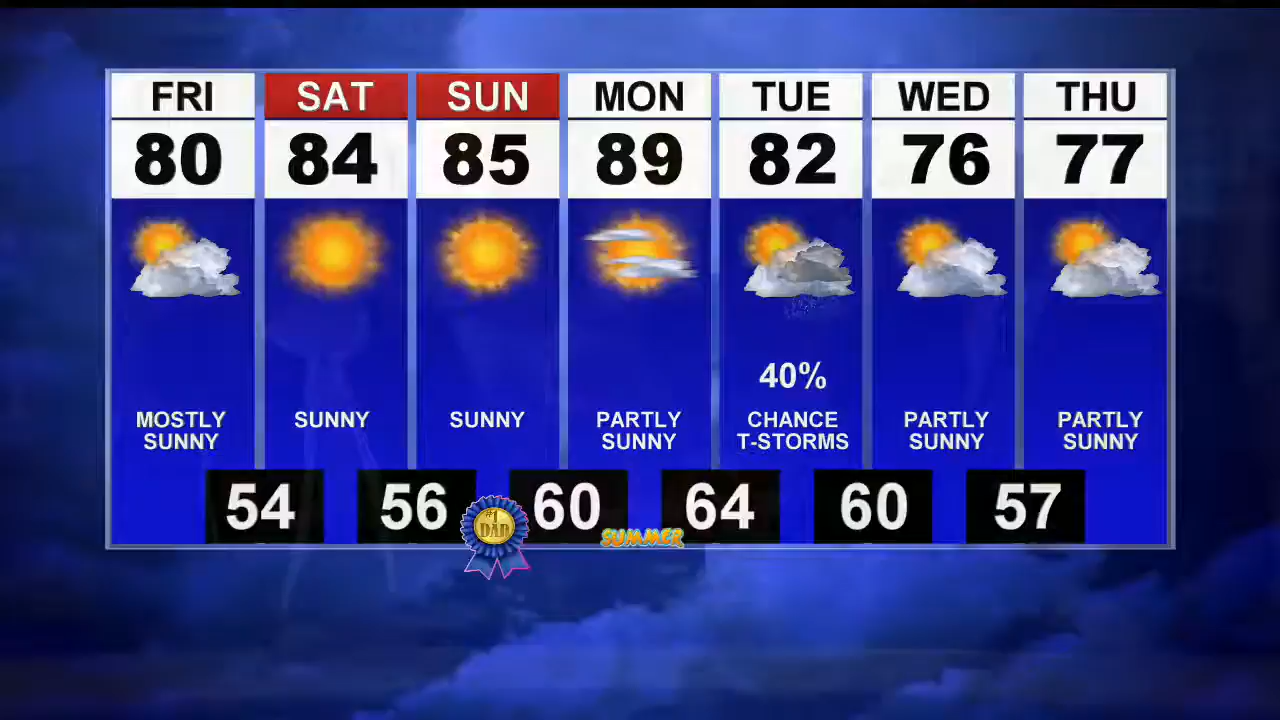 FRI SAT SUN MON TUE WED THU
80 84 85 89 82 76 77
40%
MOSTLY SUNNY SUNNY PARTLY CHANCE PARTLY PARTLY
SUNNY SUNNY T-STORMS SUNNY SUNNY
54 56 60 64 60 57
#1
DAD
SUMMER